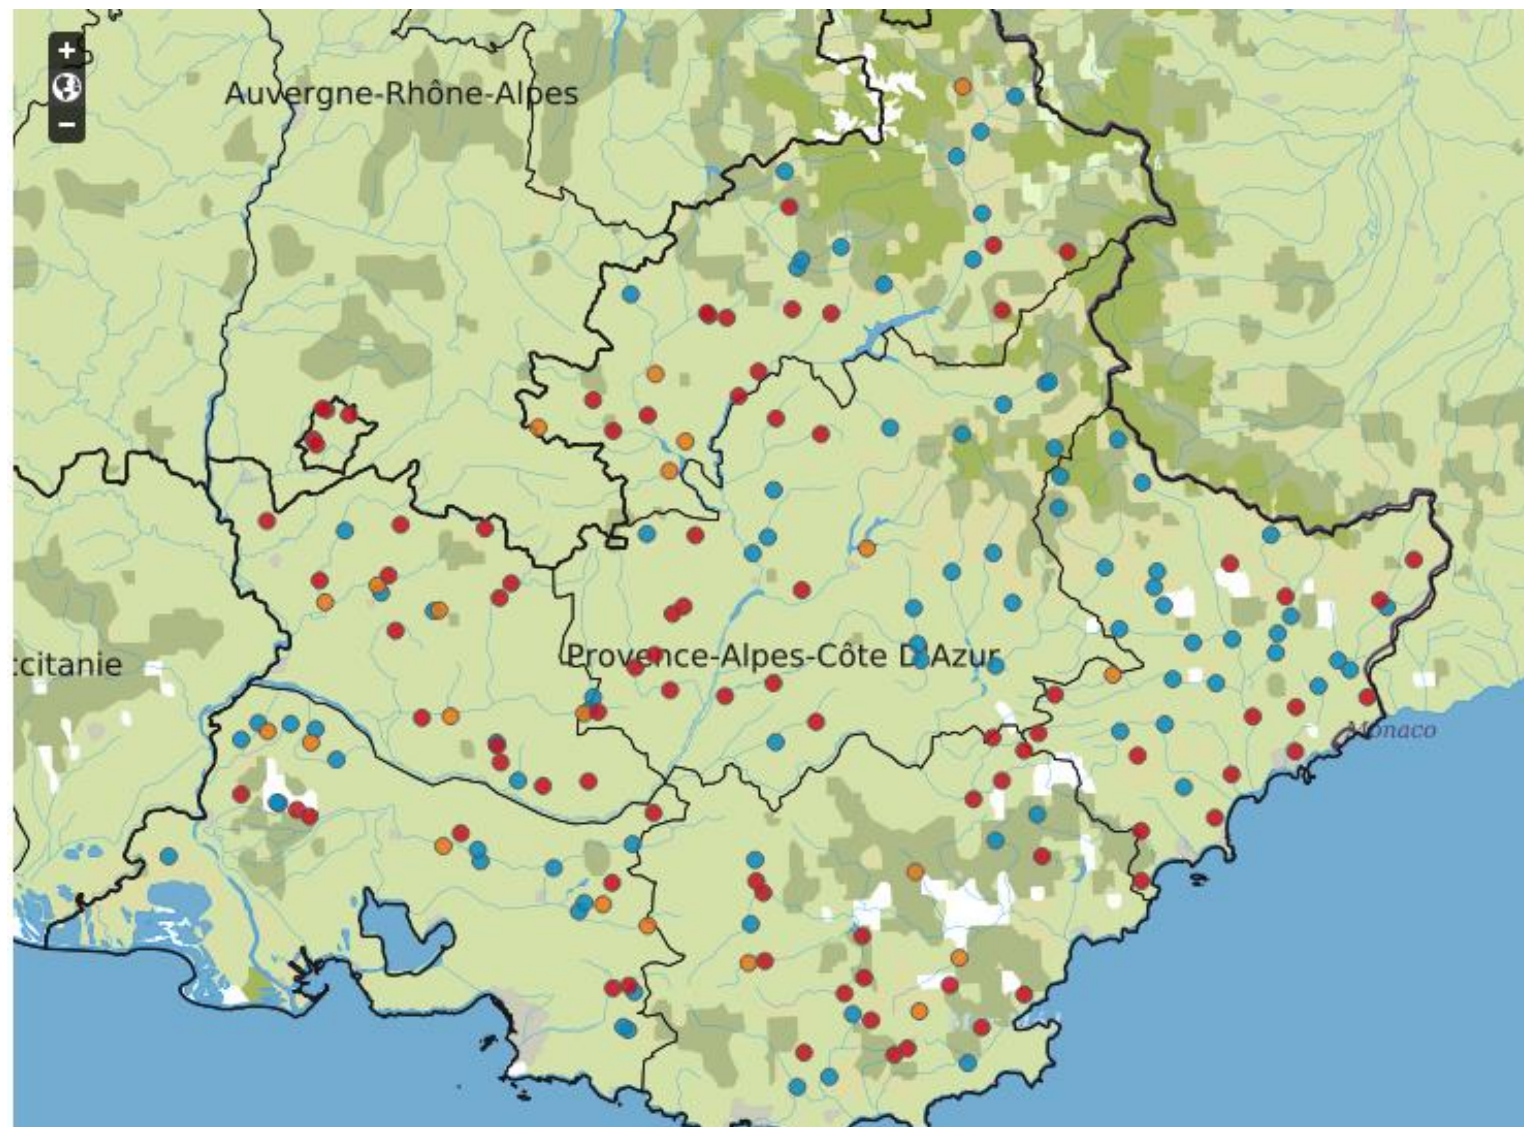 +
Auvergne-Rhône-Alpes
−
Provence-Alpes-Côte D'Azur
ccitanie
Monaco